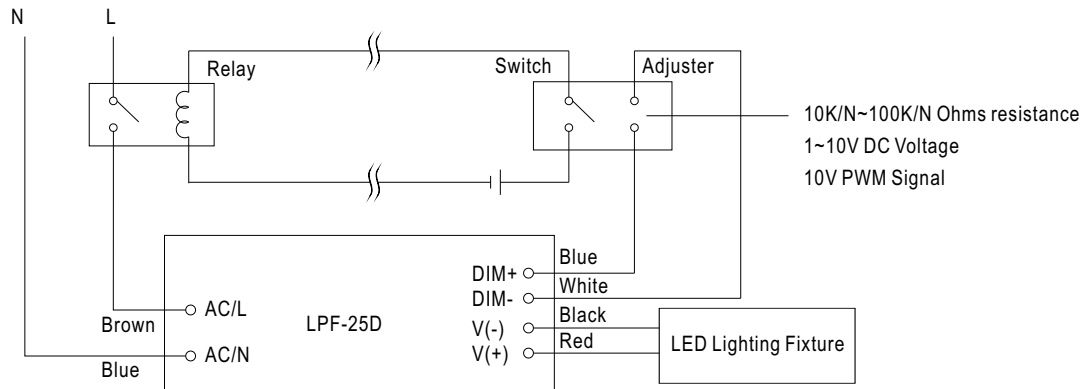 N L
Relay
Switch
Adjuster
10K/N~100K/N Ohms resistance
1~10V DC Voltage
10V PWM Signal
Brown
Blue
AC/L
AC/N
LPF-25D
DIM+
DIM-
V(-)
V(+)
Blue
White
Black
Red
LED Lighting Fixture